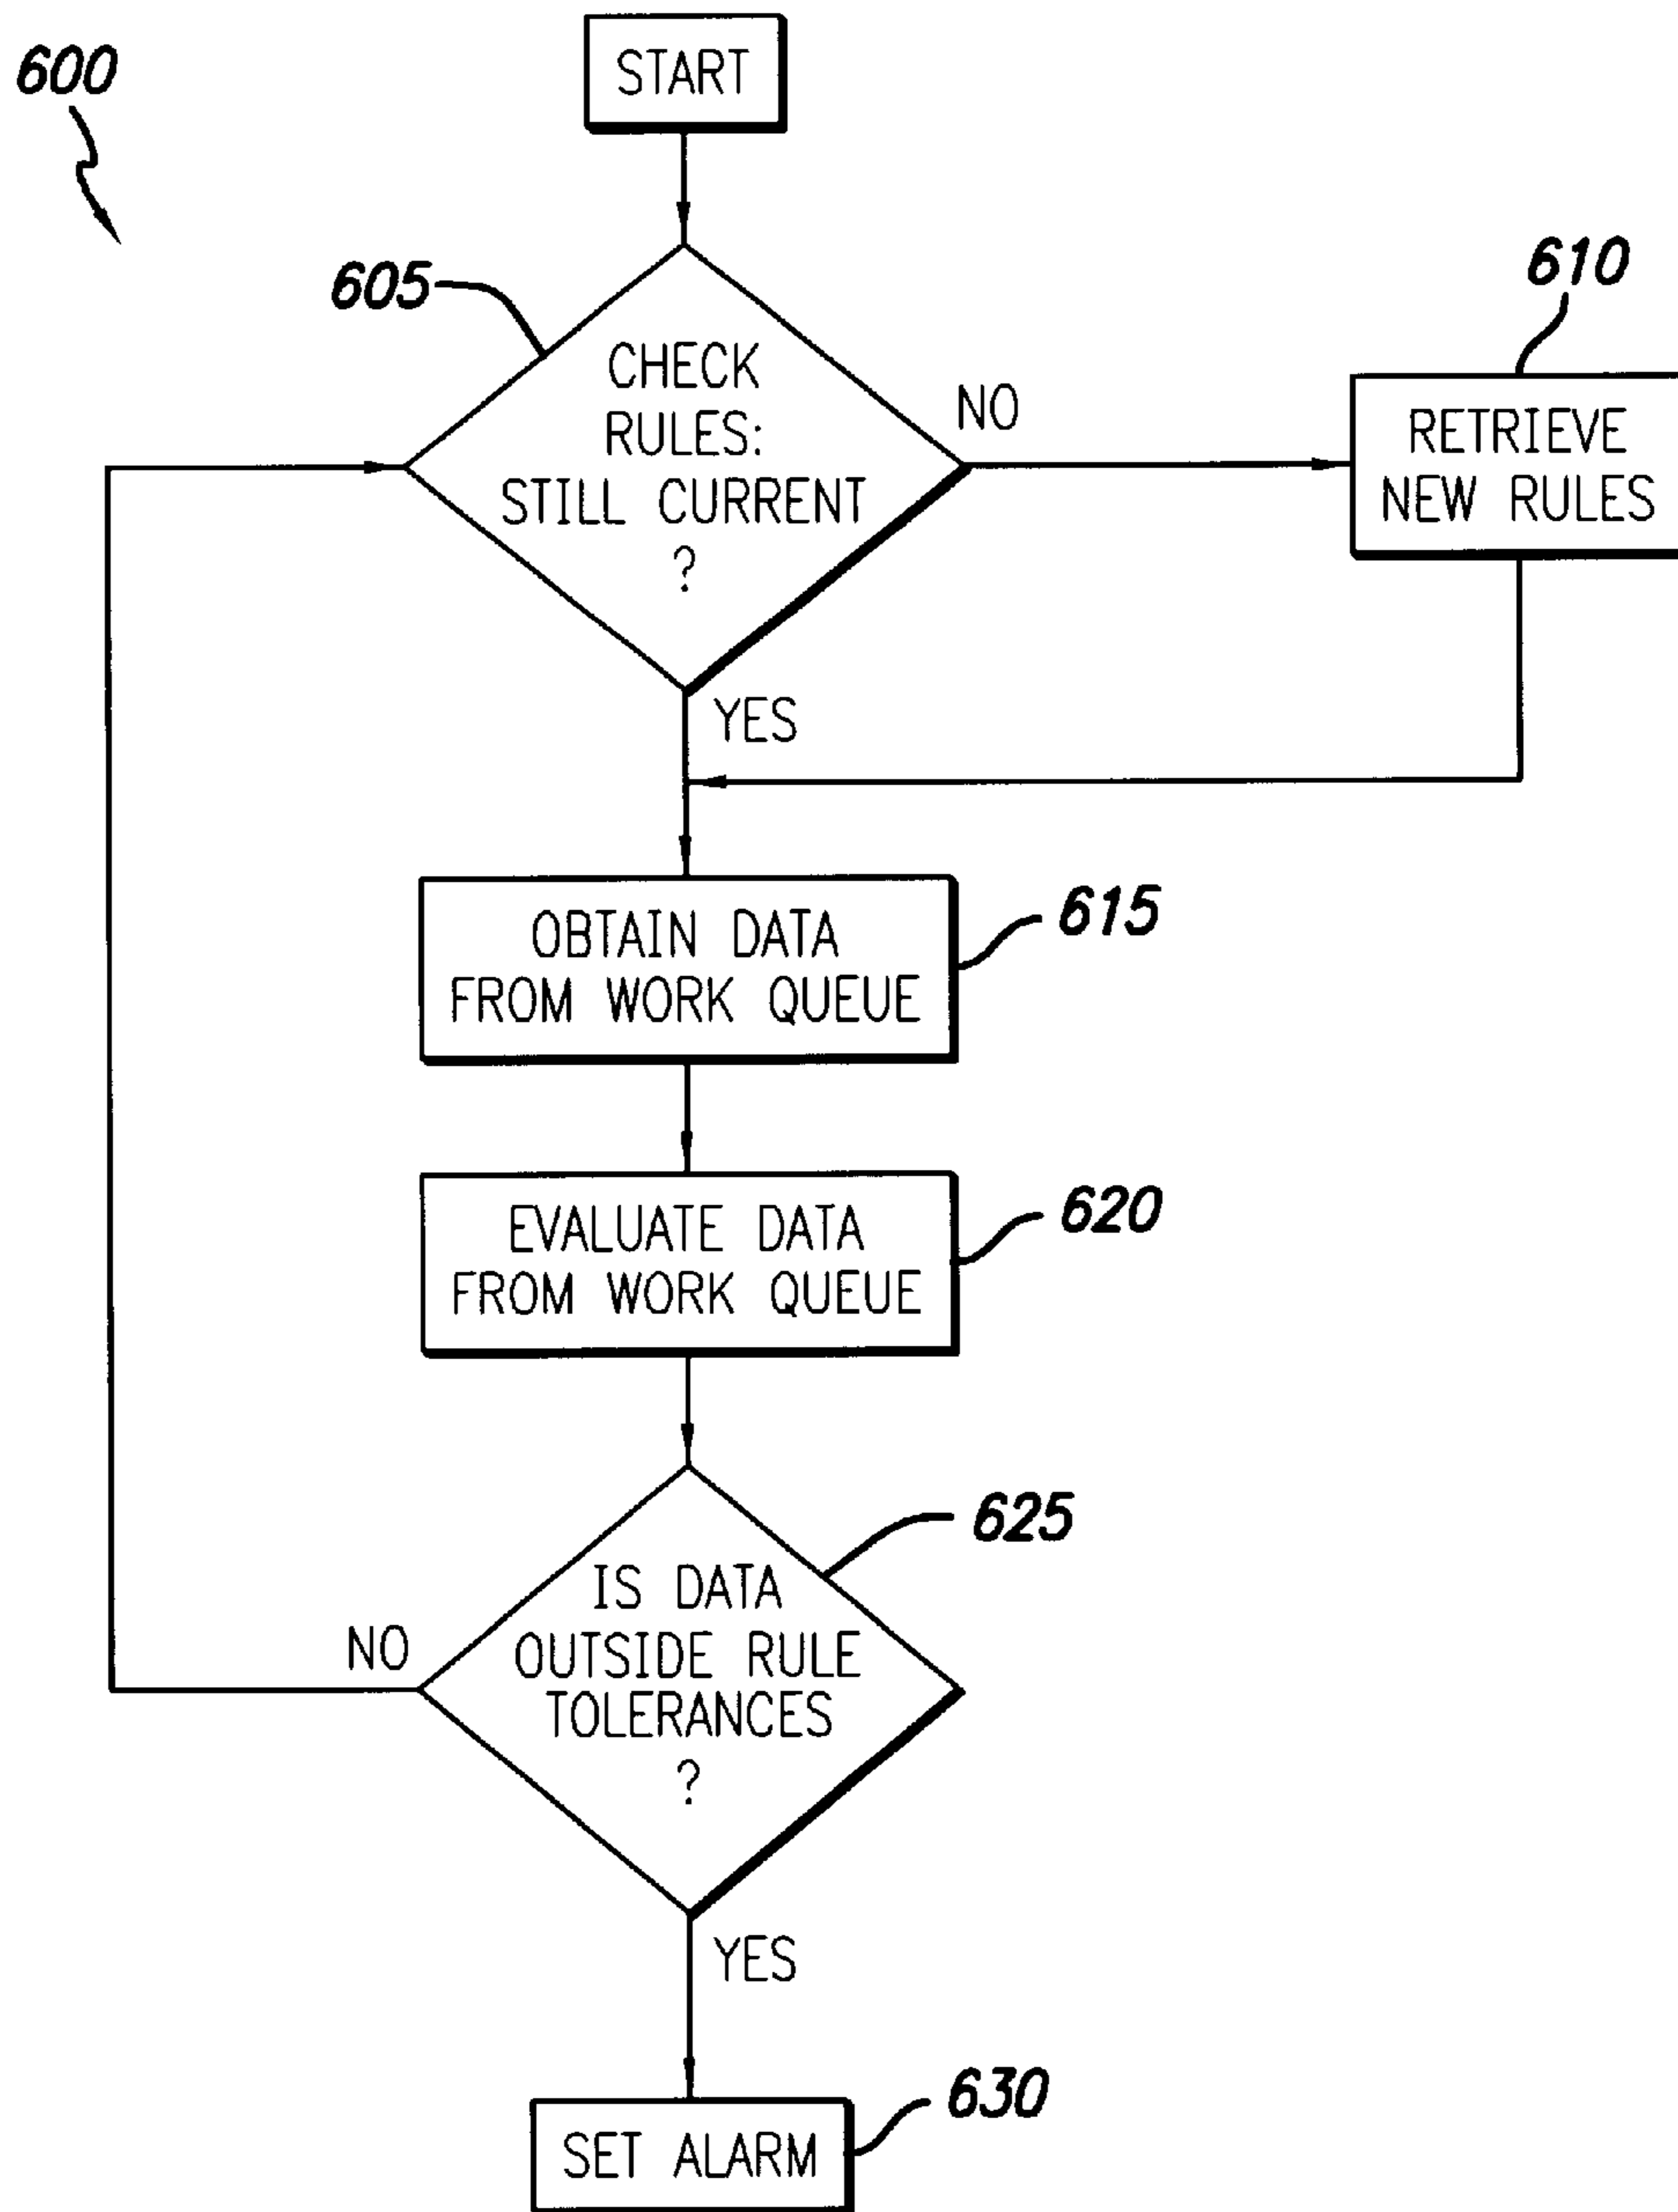 600
START
605
CHECK
RULES:
STILL CURRENT
?
NO
610
RETRIEVE
NEW RULES
YES
OBTAIN DATA
FROM WORK QUEUE
615
EVALUATE DATA
FROM WORK QUEUE
620
625
IS DATA
OUTSIDE RULE
TOLERANCES
?
NO
YES
630
SET ALARM